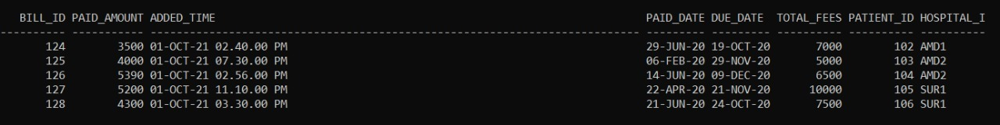 BILL_ID PAID_AMOUNT ADDED_TIME PAID_DATE DUE_DATE TOTAL_FEES PATIENT_ID HOSPITAL_I
---------- ----------- --------------------------------------------------------------------------- --------- --------- ---------- ---------- ----------
124 3500 01-OCT-21 02.40.00 PM 29-JUN-20 19-OCT-20 7000 102 AMD1
125 4000 01-OCT-21 07.30.00 PM 06-FEB-20 29-NOV-20 5000 103 AMD2
126 5390 01-OCT-21 02.56.00 PM 14-JUN-20 09-DEC-20 6500 104 AMD2
127 5200 01-OCT-21 11.10.00 PM 22-APR-20 21-NOV-20 10000 105 SUR1
128 4300 01-OCT-21 03.30.00 PM 21-JUN-20 24-OCT-20 7500 106 SUR1